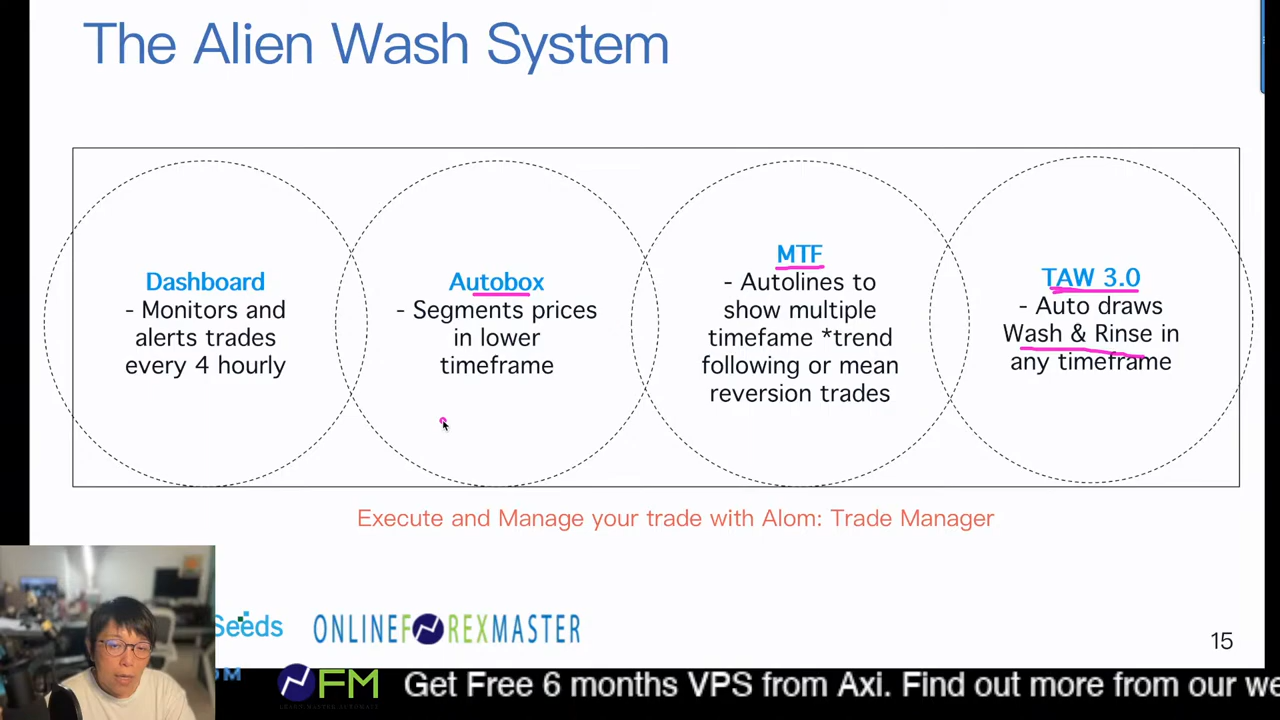 The Alien Wash System
Dashboard
- Monitors and
alerts trades
every 4 hourly
Autobox
- Segments prices
in lower
timeframe
MTF
- Autolines to
show multiple
timefame *trend
following or mean
reversion trades
TAW 3.0
- Auto draws
Wash & Rinse in
any timeframe
Execute and Manage your trade with Alom: Trade Manager
Seeds
ONLINEFOREXMASTER
15
OM
FM
Get Free 6 months VPS from Axi. Find out more from our we